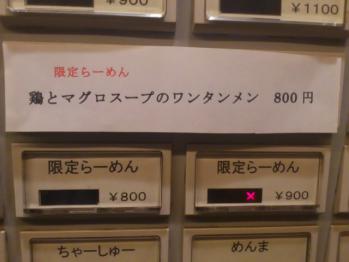 ￥900
￥1100
限定らーめん
鶏とマグロスープのワンタンメン 800円
限定らーめん
￥800
限定らーめん
×
￥900
ちゃーしゅー
めんま